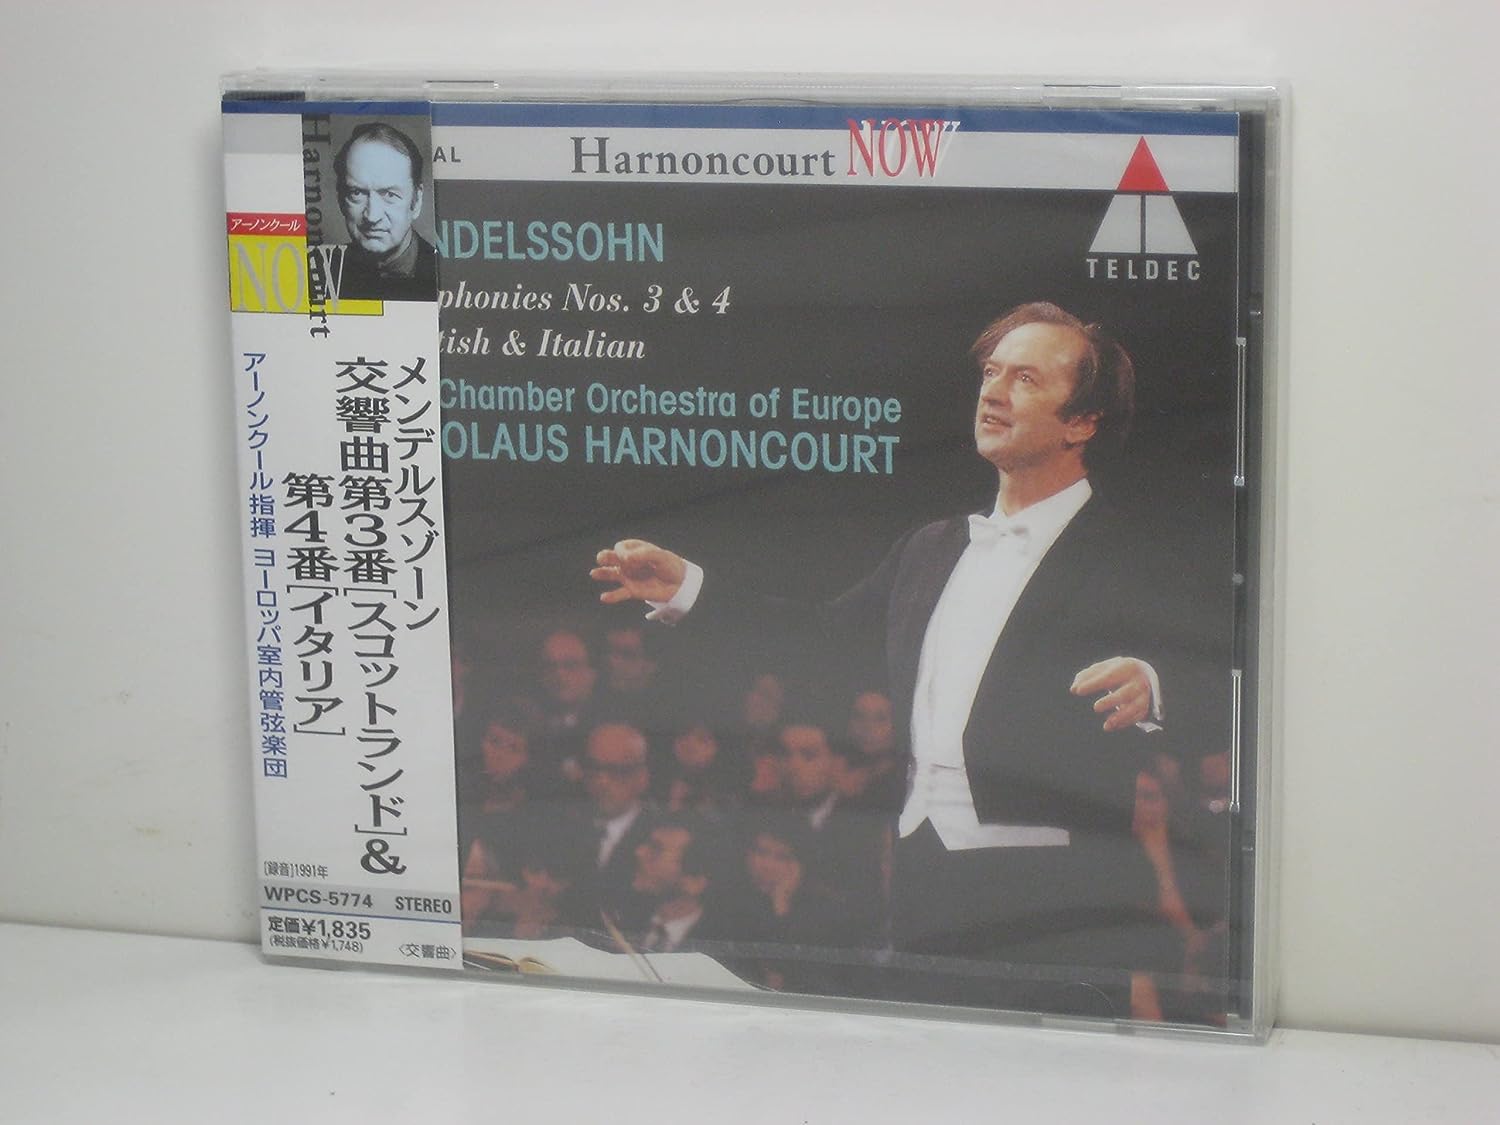 Harnoncourt
アーノンクール
NOW
メンデルスゾーン
交響曲第3番[スコットランド]&
第4番[イタリア]
アーノンクール指揮 ヨーロッパ室内管弦楽団
[録音]1991年
WPCS-5774 STEREO
定価¥1,835
(税抜価格¥1,748)
〈交響曲〉
AL
Harnoncourt NOW
TELDEC
NDELSSOHN
phonies Nos. 3 & 4
tish & Italian
Chamber Orchestra of Europe
OLAUS HARNONCOURT